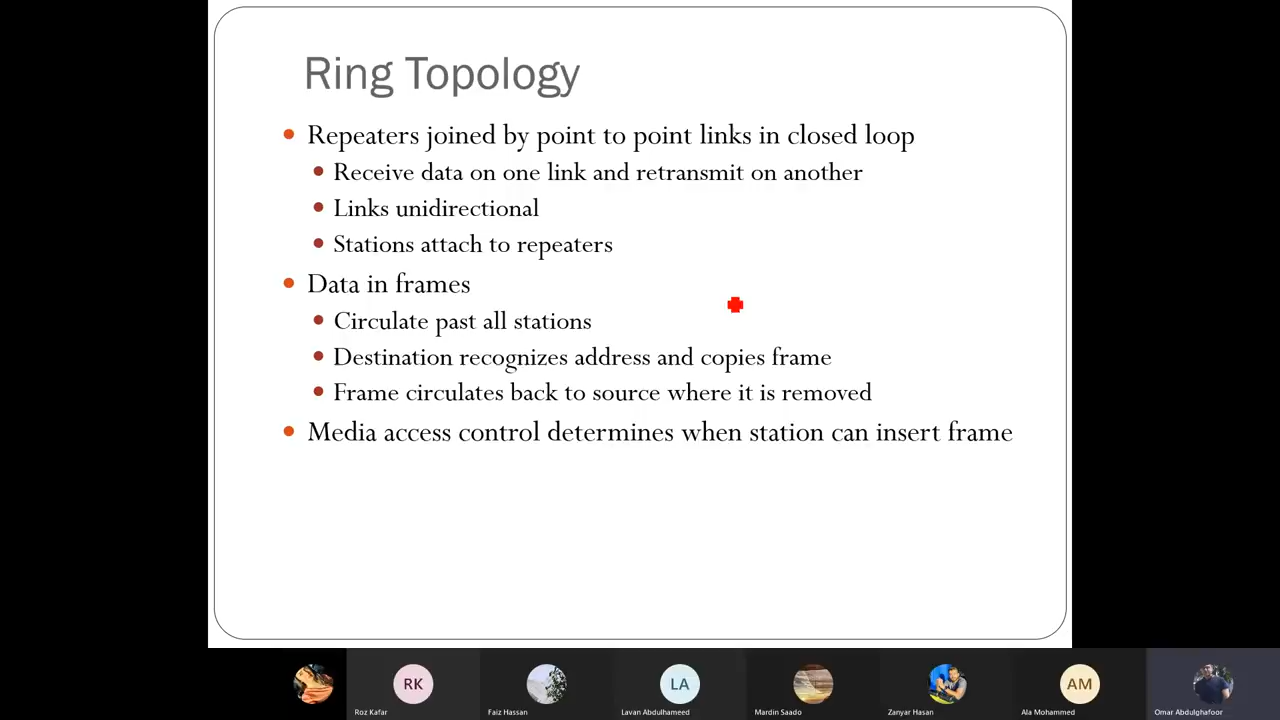 Ring Topology
Repeaters joined by point to point links in closed loop
Receive data on one link and retransmit on another
Links unidirectional
Stations attach to repeaters
Data in frames
Circulate past all stations
Destination recognizes address and copies frame
Frame circulates back to source where it is removed
Media access control determines when station can insert frame
RK
LA
AM
Roz Kafar
Faiz Hassan
Lavan Abdulhameed
Mardin Saado
Zanyar Hasan
Ala Mohammed
Omar Abdulghafoor